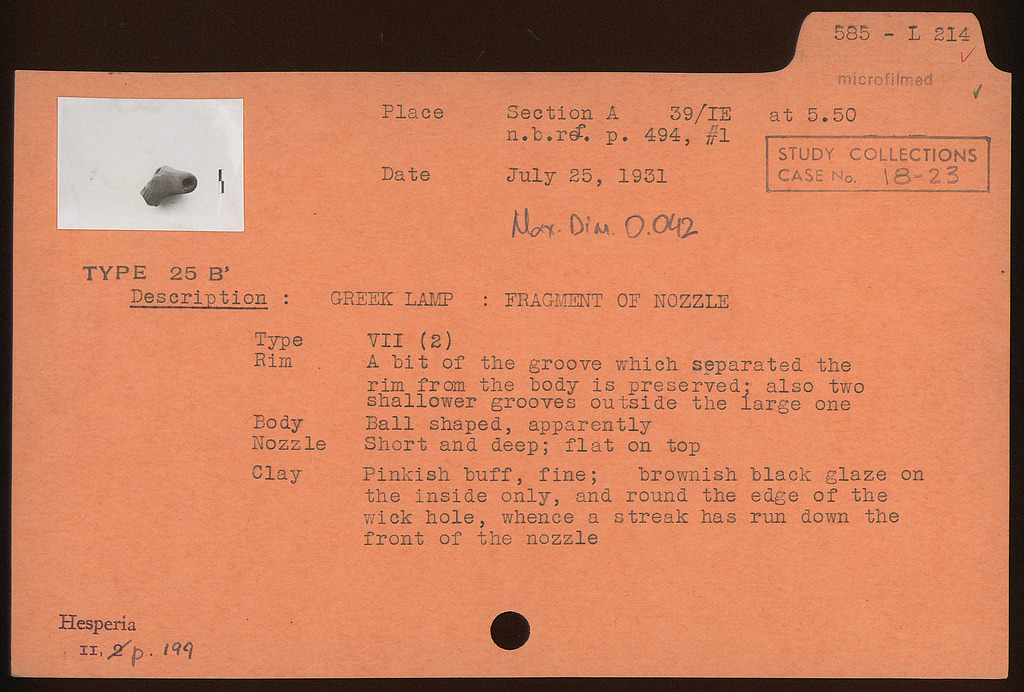 585 - L 214
microfilmed
Place Section A 39/IE at 5.50
n.b.ref. p. 494, #1
STUDY COLLECTIONS
CASE No. 18-23
Date July 25, 1931
Max. Dim. 0.042
TYPE 25 B'
Description : GREEK LAMP : FRAGMENT OF NOZZLE
Type VII (2)
Rim A bit of the groove which separated the
rim from the body is preserved; also two
shallower grooves outside the large one
Body Ball shaped, apparently
Nozzle Short and deep; flat on top
Clay Pinkish buff, fine; brownish black glaze on
the inside only, and round the edge of the
wick hole, whence a streak has run down the
front of the nozzle
Hesperia
II, 2 p. 199